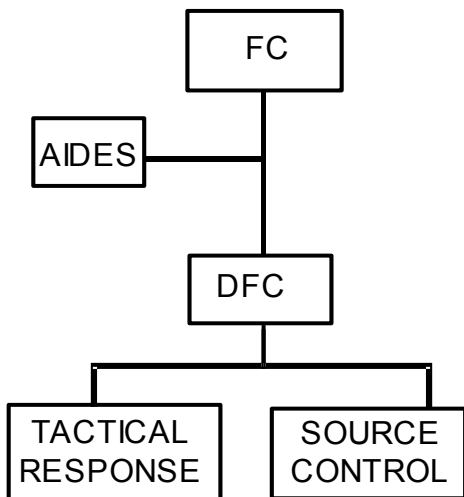 FC
AIDES
DFC
TACTICAL
RESPONSE
SOURCE
CONTROL